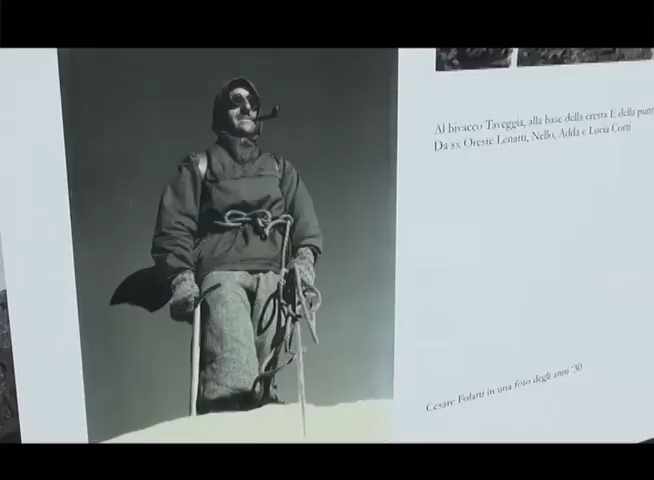 Al bivacco Taveggia, alla base della cresta E della
Da sx Oreste Lenatti, Nello, Adda e Lucia Corti
Cesare Folatti in una foto degli anni '30